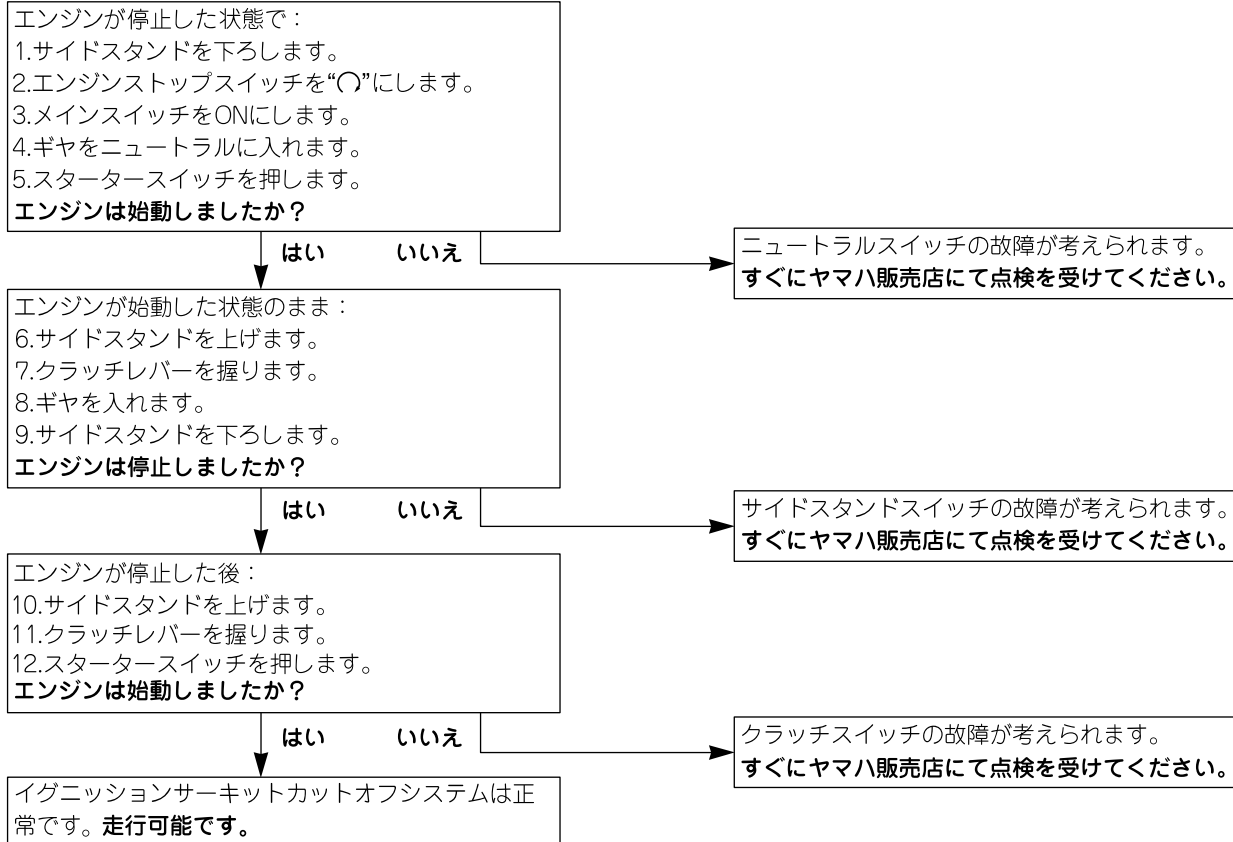 エンジンが停止した状態で：
1.サイドスタンドを下ろします。
2.エンジンストップスイッチを“〇”にします。
3.メインスイッチをONにします。
4.ギヤをニュートラルに入れます。
5.スタータースイッチを押します。
エンジンは始動しましたか？
はい いいえ
ニュートラルスイッチの故障が考えられます。
すぐにヤマハ販売店にて点検を受けてください。
エンジンが始動した状態のまま：
6.サイドスタンドを上げます。
7.クラッチレバーを握ります。
8.ギヤを入れます。
9.サイドスタンドを下ろします。
エンジンは停止しましたか？
はい いいえ
サイドスタンドスイッチの故障が考えられます。
すぐにヤマハ販売店にて点検を受けてください。
エンジンが停止した後：
10.サイドスタンドを上げます。
11.クラッチレバーを握ります。
12.スタータースイッチを押します。
エンジンは始動しましたか？
はい いいえ
クラッチスイッチの故障が考えられます。
すぐにヤマハ販売店にて点検を受けてください。
イグニッションサーキットカットオフシステムは正
常です。走行可能です。